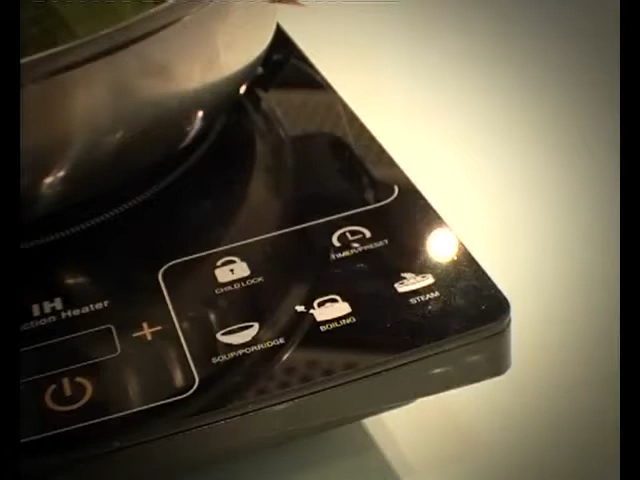 TIMER/PRESET
CHILD LOCK
STEAM
BOILING
SOUP/PORRIDGE
IH
ction Heater
+